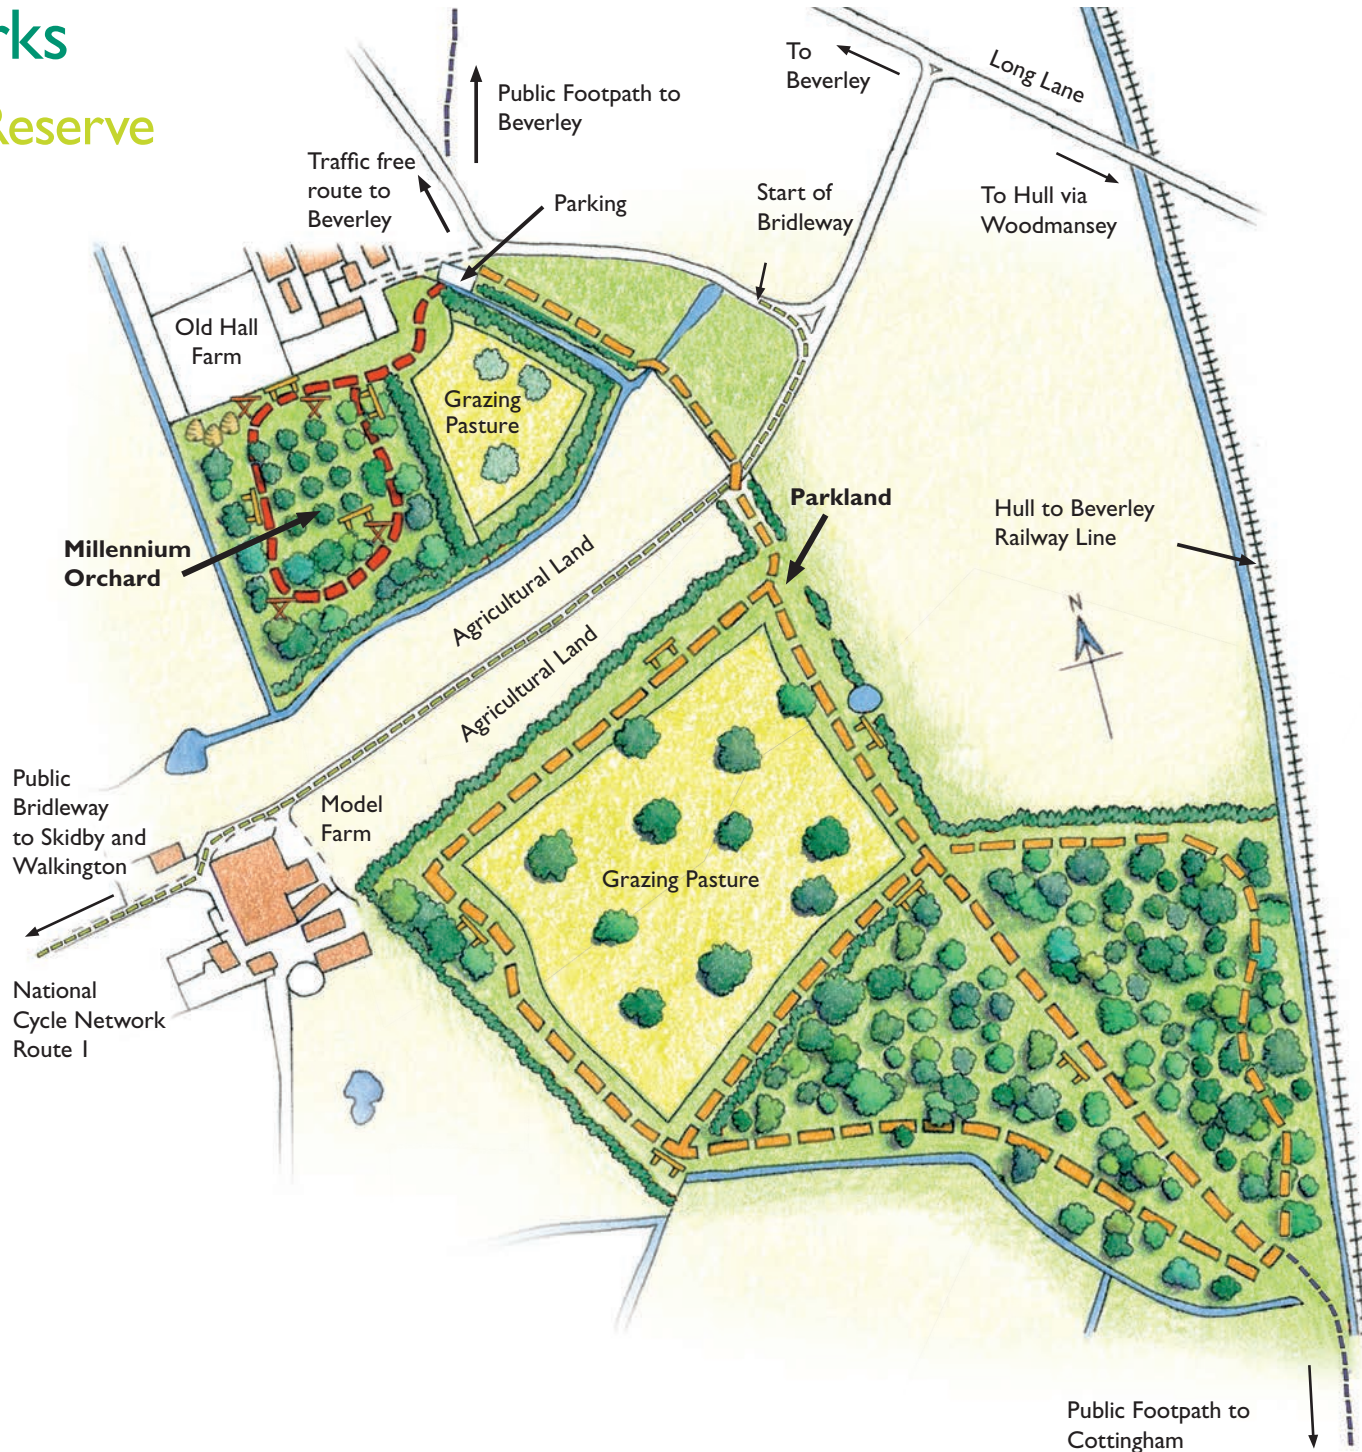 rks
Reserve
To
Beverley
Long Lane
Public Footpath to
Beverley
Traffic free
route to
Beverley
Parking
Start of
Bridleway
To Hull via
Woodmansey
Old Hall
Farm
Grazing
Pasture
Parkland
Hull to Beverley
Railway Line
Millennium
Orchard
Agricultural Land
Agricultural Land
N
Public
Bridleway
to Skidby and
Walkington
Model
Farm
Grazing Pasture
National
Cycle Network
Route 1
Public Footpath to
Cottingham